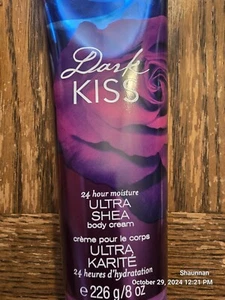 Dark
KISS
24 hour moisture
ULTRA
SHEA
body cream
crème pour le corps
ULTRA
KARITÉ
24 heures d'hydratation
℮ 226 g/8 oz
Shaunnan
October 29, 2024 12:21 PM